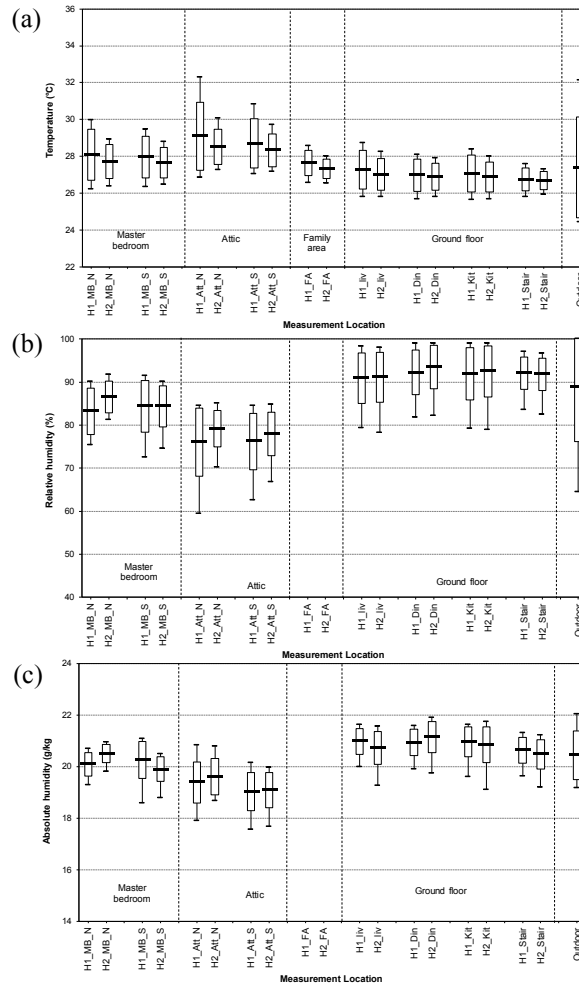 (a)
36
34
32
30
28
26
24
22
Temperature (°C)
Master
bedroom
Attic
Family
area
Ground floor
H1_MB_N
H2_MB_N
H1_MB_S
H2_MB_S
H1_Att_N
H2_Att_N
H1_Att_S
H2_Att_S
H1_FA
H2_FA
H1_liv
H2_liv
H1_Din
H2_Din
H1_Kit
H2_Kit
H1_Stair
H2_Stair
Outdoor
Measurement Location
(b)
100
90
80
70
60
50
40
Relative humidity (%)
Master
bedroom
Attic
Ground floor
H1_MB_N
H2_MB_N
H1_MB_S
H2_MB_S
H1_Att_N
H2_Att_N
H1_Att_S
H2_Att_S
H1_FA
H2_FA
H1_liv
H2_liv
H1_Din
H2_Din
H1_Kit
H2_Kit
H1_Stair
H2_Stair
Outdoor
Measurement Location
(c)
24
22
20
18
16
14
Absolute humidity (g/kg
Master
bedroom
Attic
Ground floor
H1_MB_N
H2_MB_N
H1_MB_S
H2_MB_S
H1_Att_N
H2_Att_N
H1_Att_S
H2_Att_S
H1_FA
H2_FA
H1_liv
H2_liv
H1_Din
H2_Din
H1_Kit
H2_Kit
H1_Stair
H2_Stair
Outdoor
Measurement Location